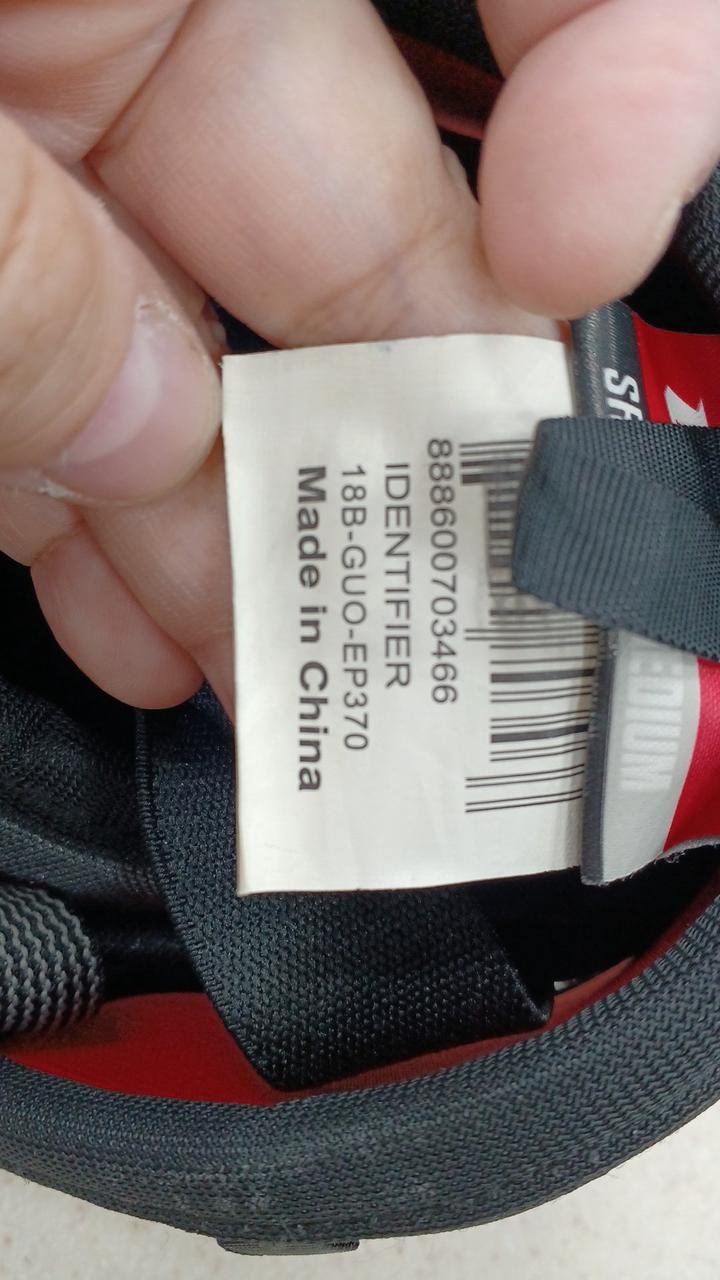 888600703466
IDENTIFIER
18B-GUO-EP370
Made in China